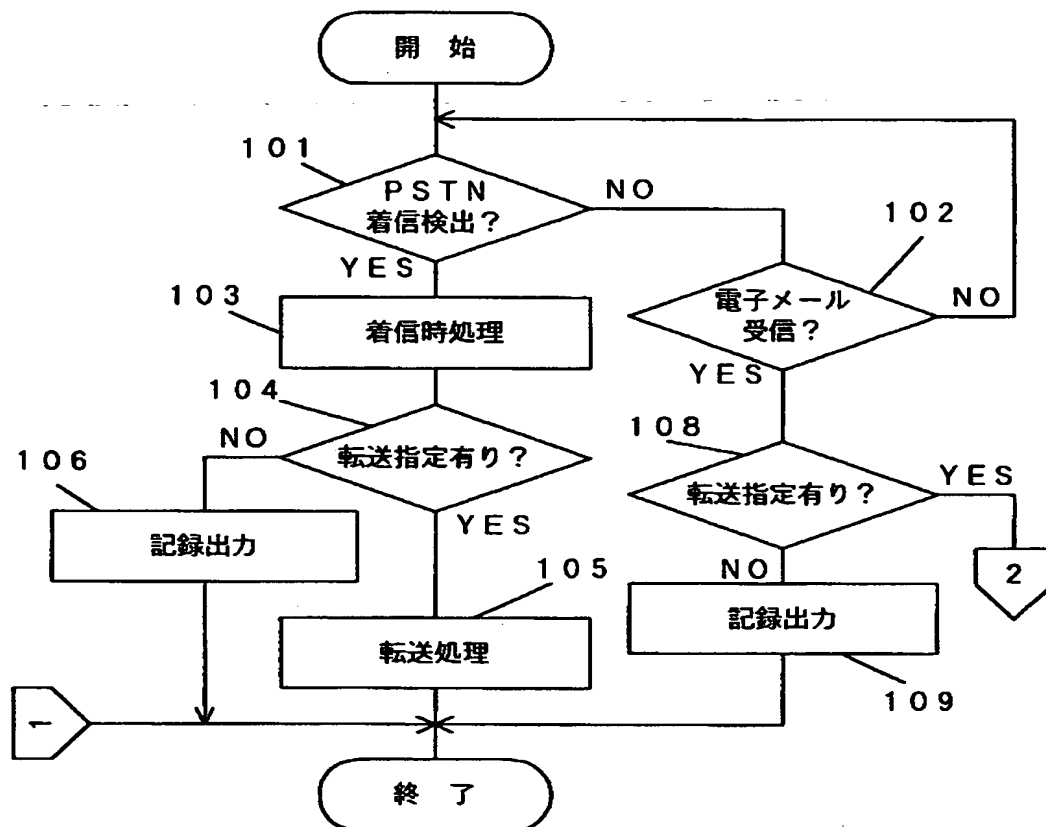 開 始
101
PSTN
着信検出?
NO
YES
102
電子メール
受信?
NO
YES
103
着信時処理
104
転送指定有り?
NO
YES
106
記録出力
108
転送指定有り?
YES
NO
2
105
転送処理
記録出力
109
1
終 了